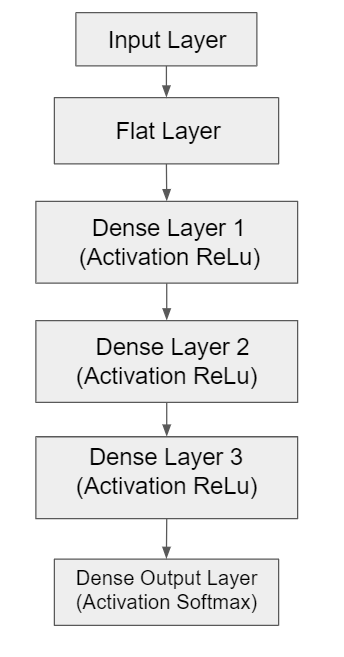 Input Layer
Flat Layer
Dense Layer 1
(Activation ReLu)
Dense Layer 2
(Activation ReLu)
Dense Layer 3
(Activation ReLu)
Dense Output Layer
(Activation Softmax)